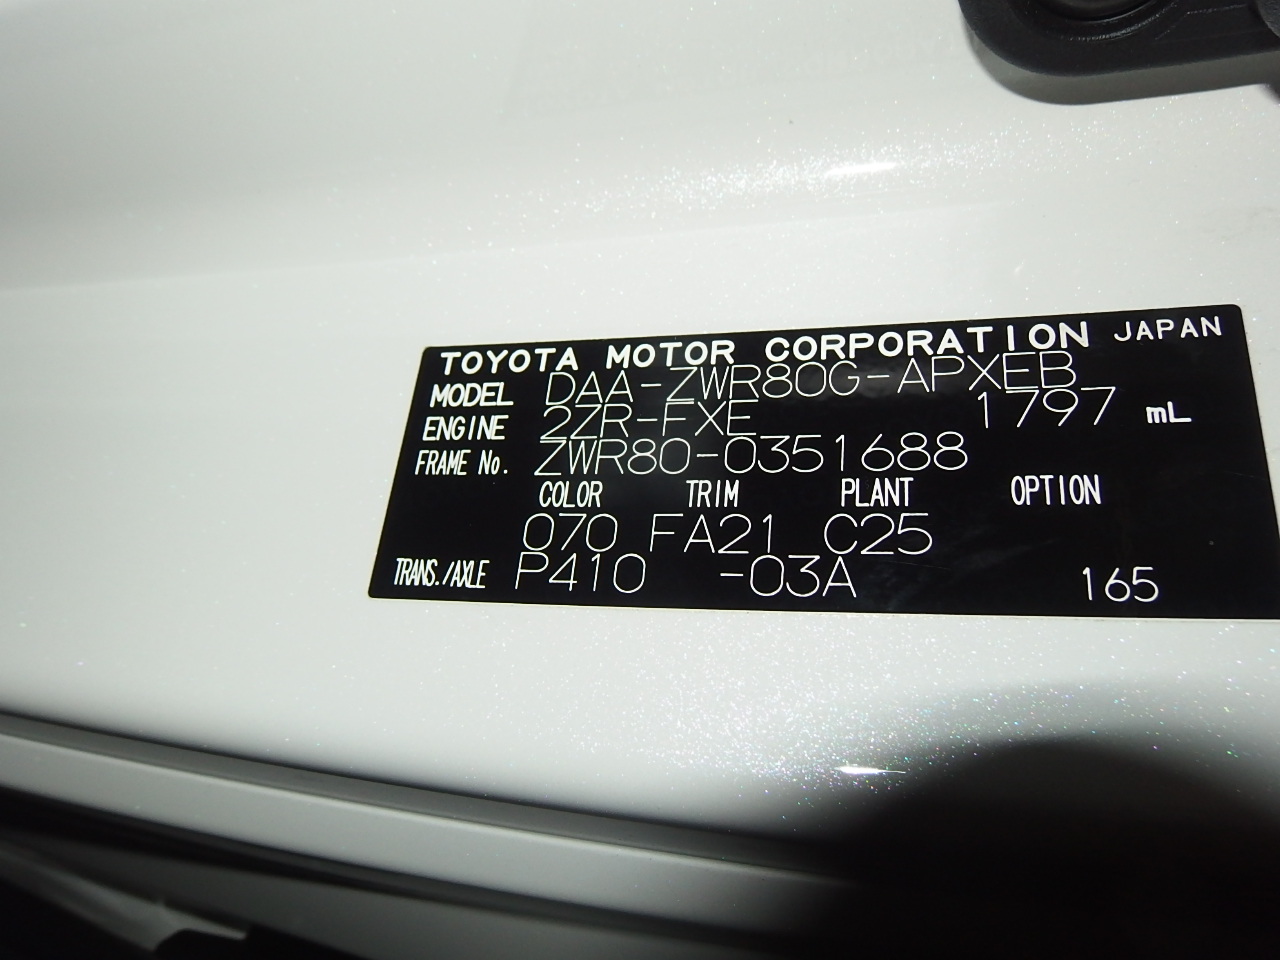 TOYOTA MOTOR CORPORATION JAPAN
MODEL DAA-ZWR80G-APXEB
ENGINE 2ZR-FXE 1797 mL
FRAME No. ZWR80-0351688
COLOR TRIM PLANT OPTION
070 FA21 C25
TRANS./AXLE P410 -03A 165